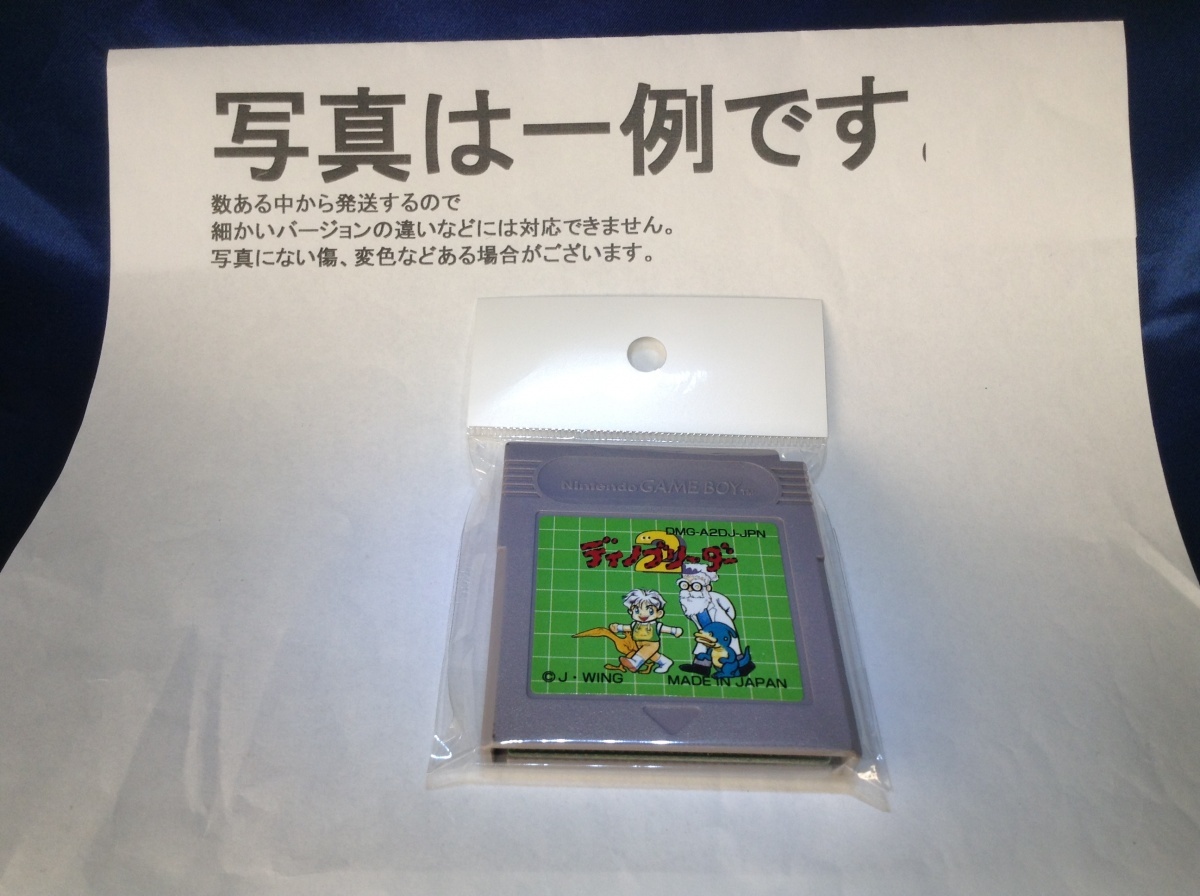 写真は一例です。
数ある中から発送するので
細かいバージョンの違いなどには対応できません。
写真にない傷、変色などある場合がございます。
Nintendo GAME BOY TM
DMG-A2DJ-JPN
ディノブリーダー2
©J・WING MADE IN JAPAN